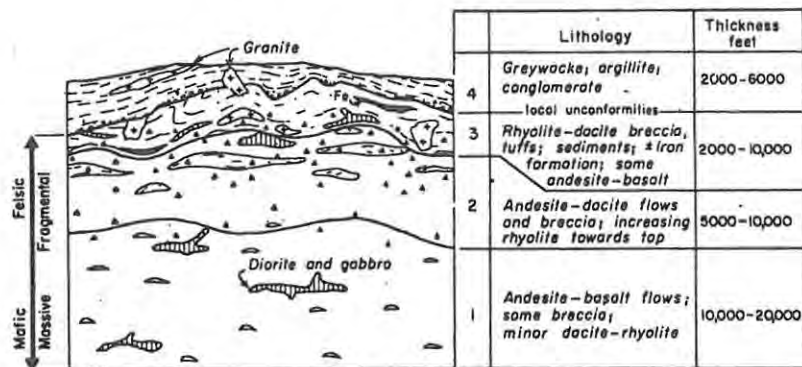 Granite
Fe
Diorite and gabbro
Felsic
Fragmental
Mafic
Massive
Lithology
Thickness
feet
4
Greywacke; argillite;
conglomerate
2000-6000
local unconformities
3
Rhyolite-dacite breccia,
tuffs; sediments; ± Iron
formation; some
andesite-basalt
2000-10,000
2
Andesite-dacite flows
and breccia; increasing
rhyolite towards top
5000-10,000
1
Andesite-basalt flows;
some breccia;
minor dacite-rhyolite
10,000-20,000